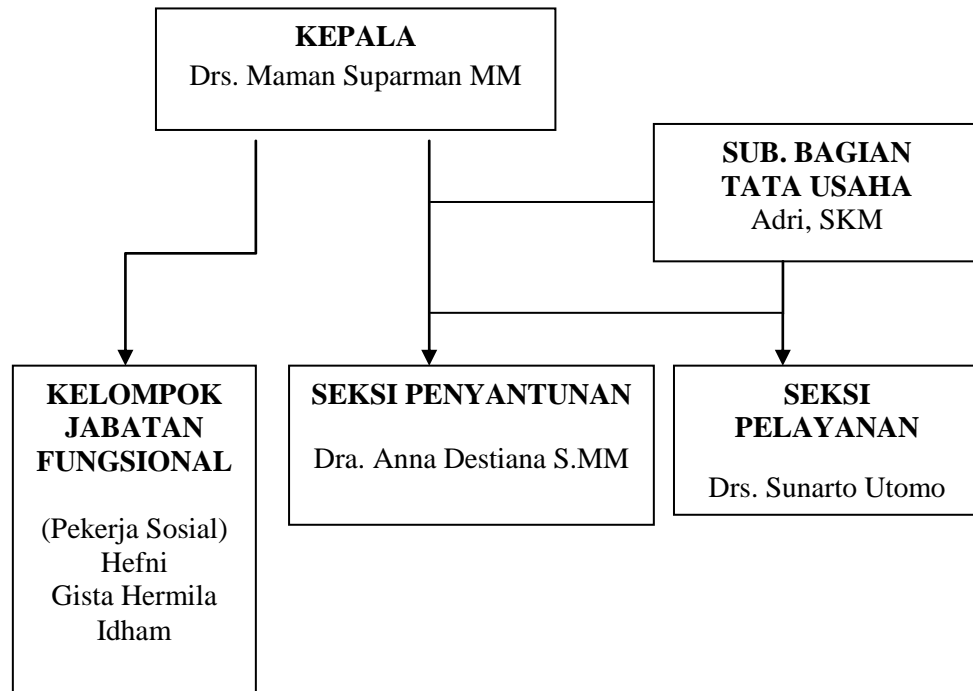 KEPALA
Drs. Maman Suparman MM
SUB. BAGIAN
TATA USAHA
Adri, SKM
KELOMPOK
JABATAN
FUNGSIONAL
(Pekerja Sosial)
Hefni
Gista Hermila
Idham
SEKSI PENYANTUNAN
Dra. Anna Destiana S.MM
SEKSI
PELAYANAN
Drs. Sunarto Utomo